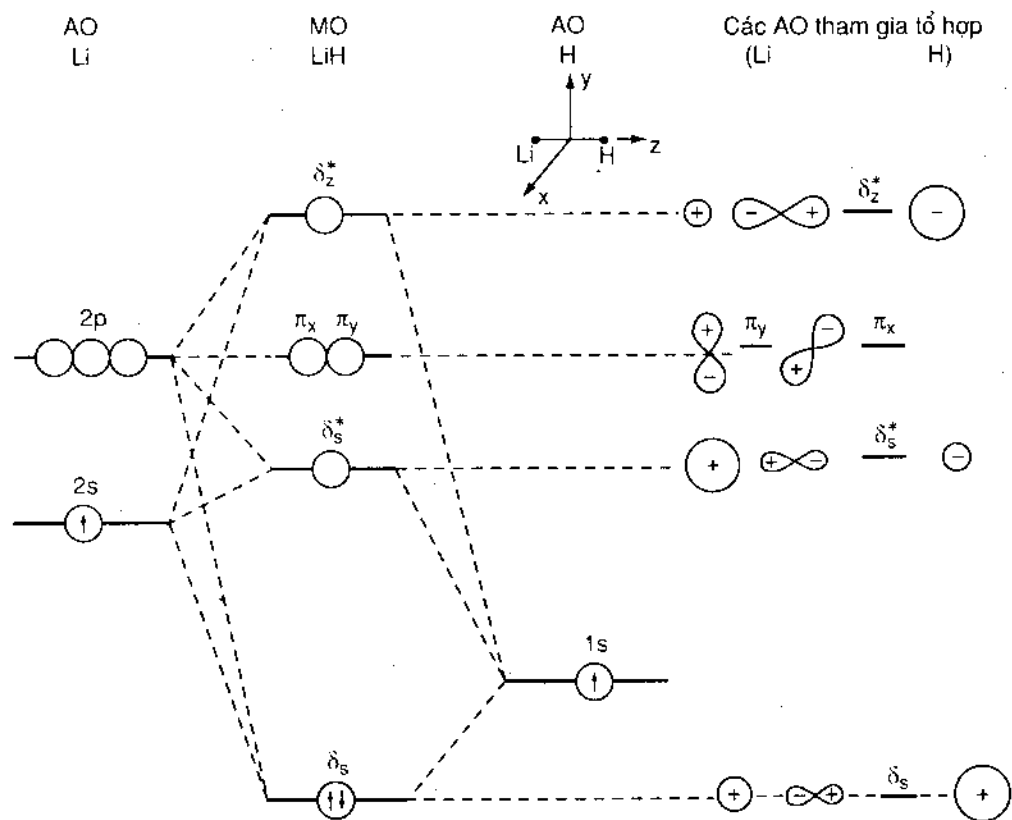 AO MO AO Các AO tham gia tổ hợp
Li LiH H (Li H)
y
Li H z
x
δz* δz*
+ - + -
2p πx πy + πy - πx
- +
δs* δs*
+ + - -
2s
↑
1s
↑
δs δs
↑↓ + - + +